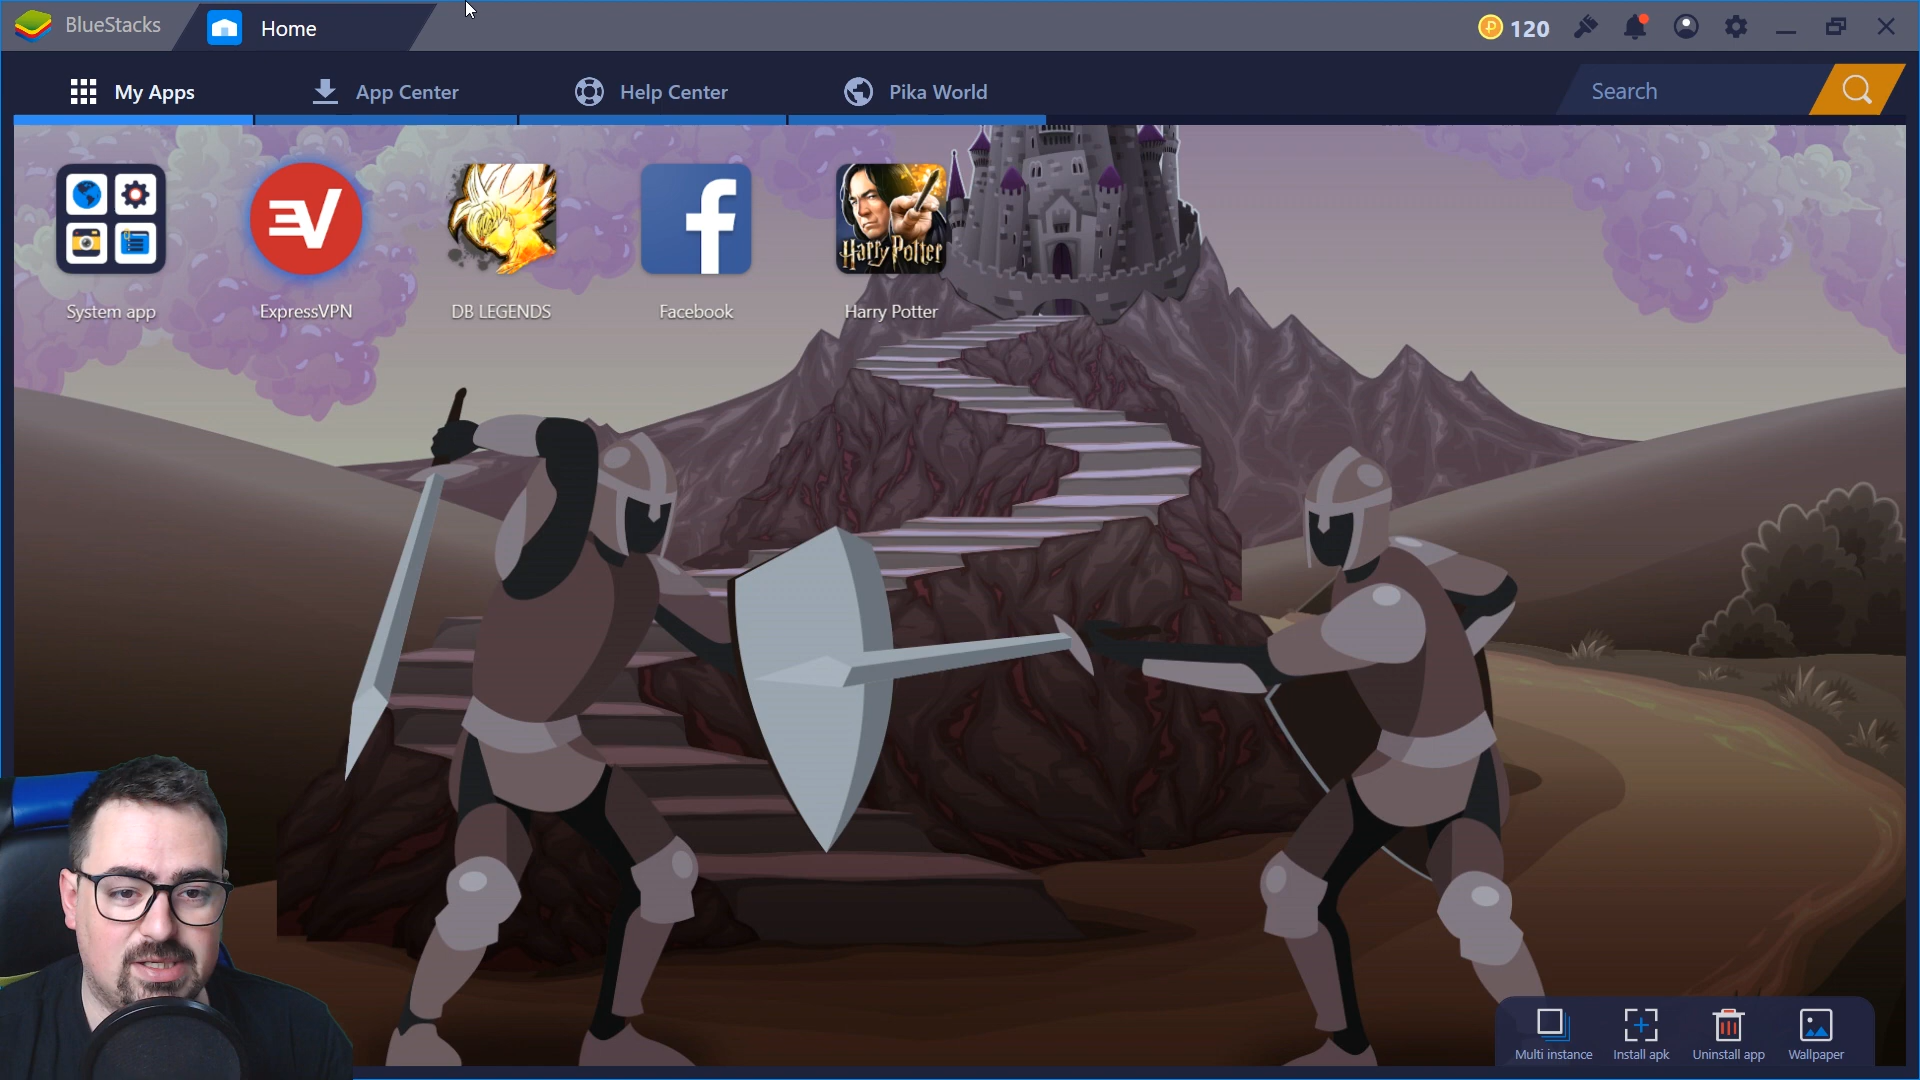 BlueStacks
Home
120
My Apps
App Center
Help Center
Pika World
Search
System app
ExpressVPN
DB LEGENDS
Facebook
Harry Potter
Harry Potter
Multi instance
Install apk
Uninstall app
Wallpaper